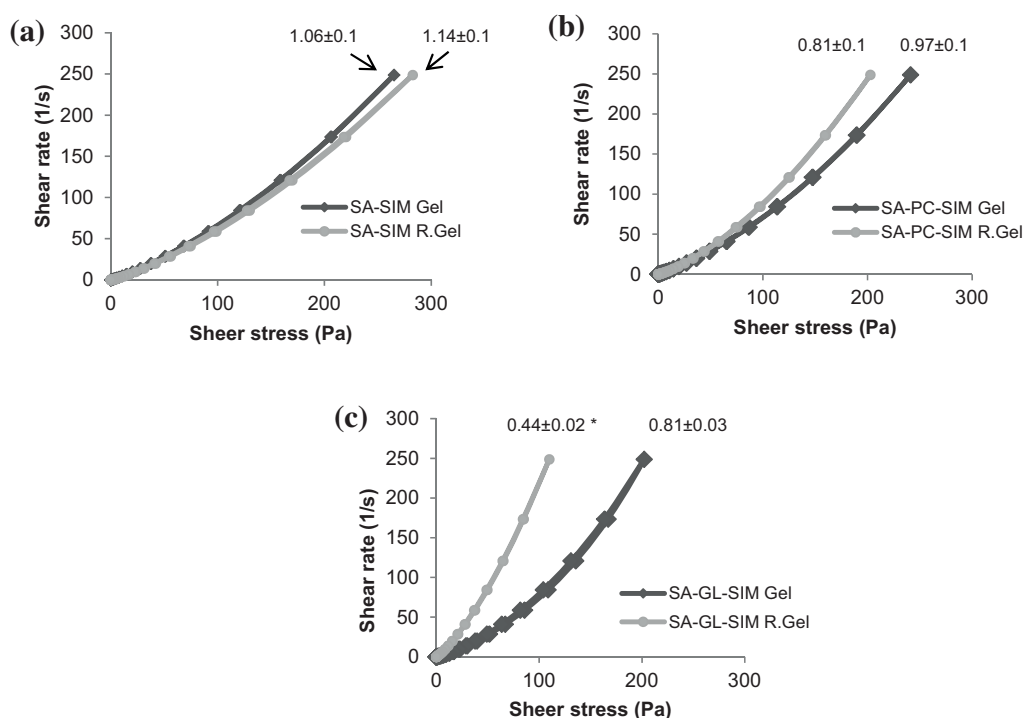 (a)
1.06±0.1
1.14±0.1
300
250
200
150
100
50
0
Shear rate (1/s)
SA-SIM Gel
SA-SIM R.Gel
0
100
200
300
Sheer stress (Pa)
(b)
0.81±0.1
0.97±0.1
300
250
200
150
100
50
0
Shear rate (1/s)
SA-PC-SIM Gel
SA-PC-SIM R.Gel
0
100
200
300
Sheer stress (Pa)
(c)
0.44±0.02 *
0.81±0.03
300
250
200
150
100
50
0
Shear rate (1/s)
SA-GL-SIM Gel
SA-GL-SIM R.Gel
0
100
200
300
Sheer stress (Pa)